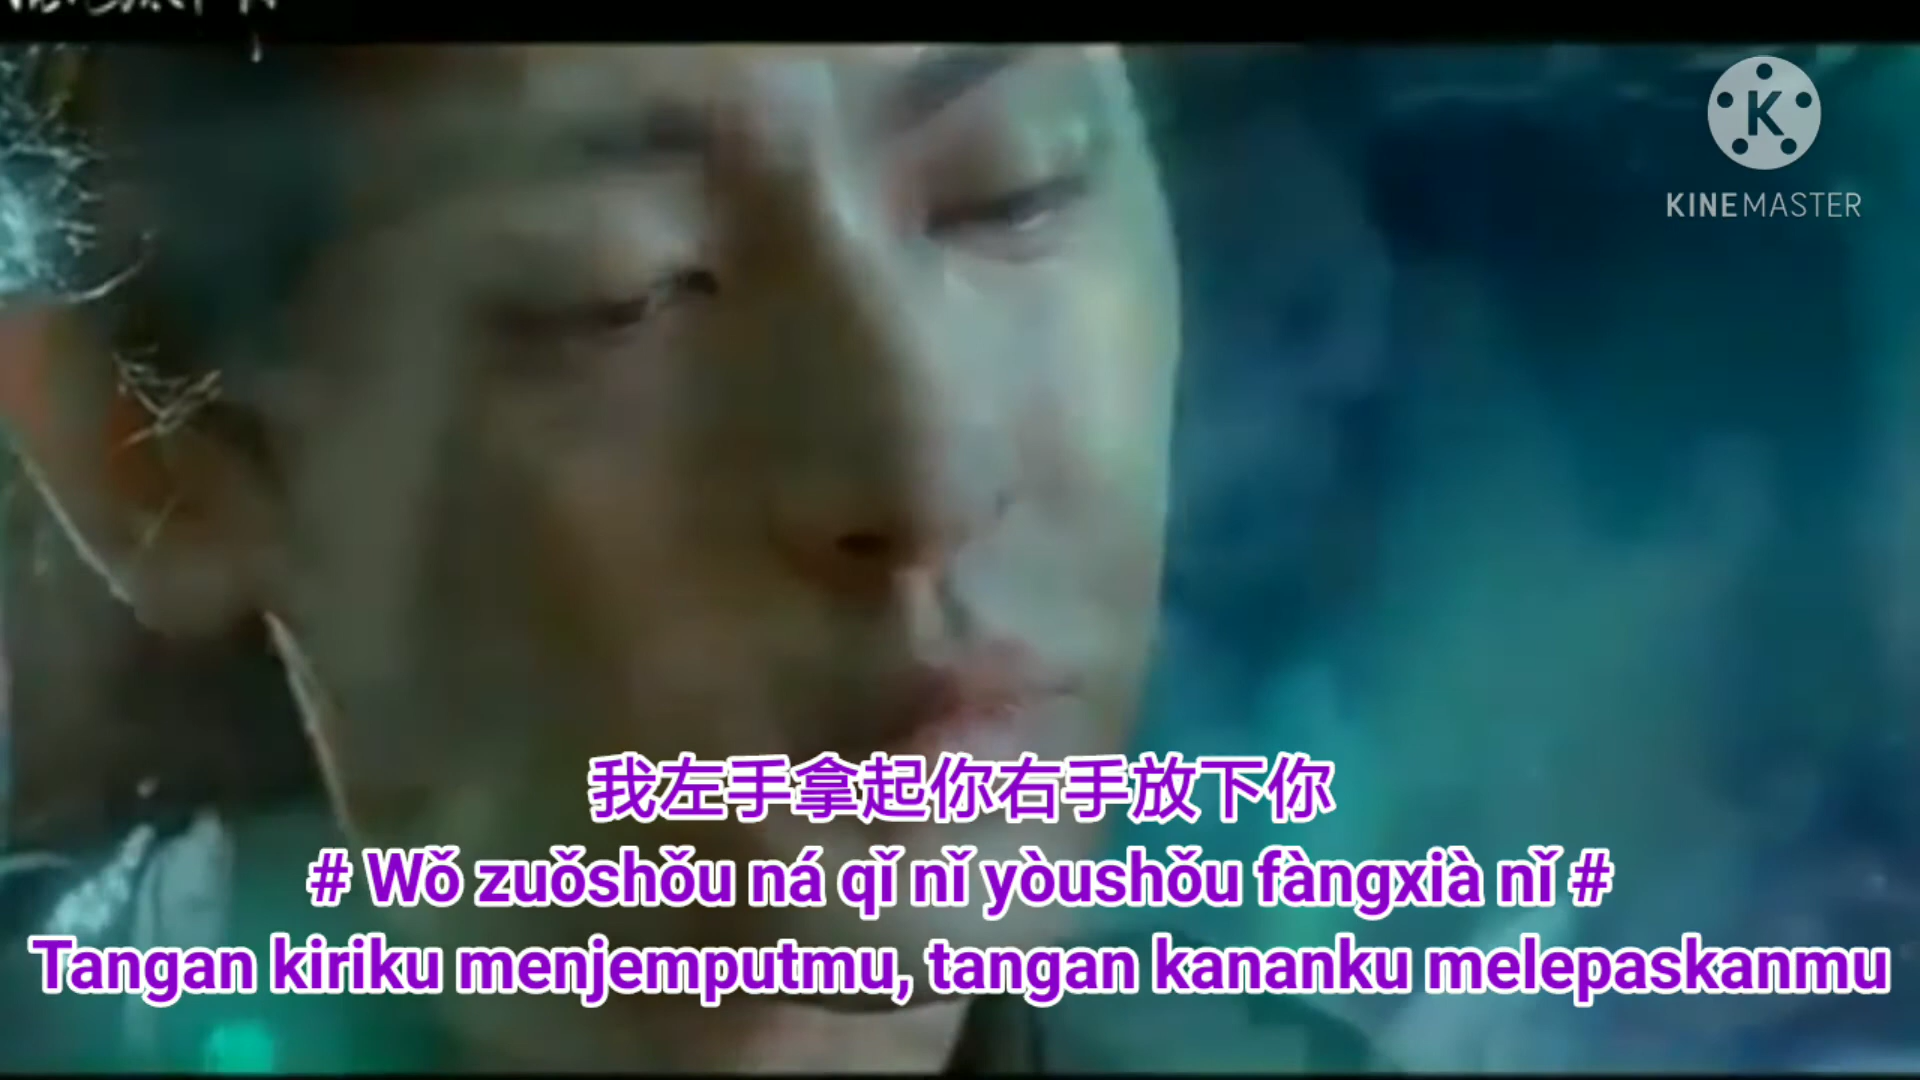 KINEMASTER
我左手拿起你右手放下你
# Wǒ zuǒshǒu ná qǐ nǐ yòushǒu fàngxià nǐ #
Tangan kiriku menjemputmu, tangan kananku melepaskanmu